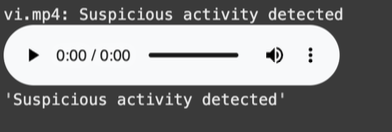 vi.mp4: Suspicious activity detected
0:00 / 0:00
'Suspicious activity detected'